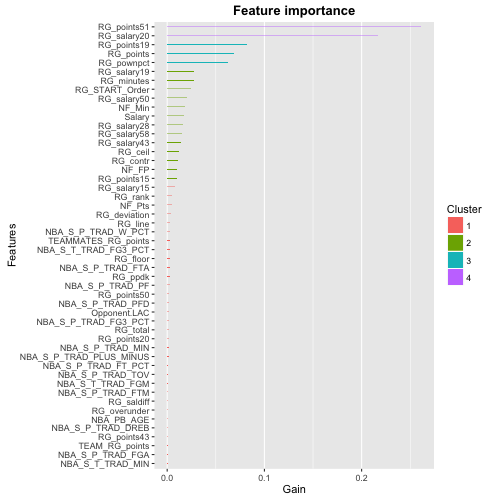 Feature importance
RG_points51
RG_salary20
RG_points19
RG_points
RG_pownpct
RG_salary19
RG_minutes
RG_START_Order
RG_salary50
NF_Min
Salary
RG_salary28
RG_salary58
RG_salary43
RG_ceil
RG_contr
NF_FP
RG_points15
RG_salary15
RG_rank
NF_Pts
RG_deviation
RG_line
NBA_S_P_TRAD_W_PCT
TEAMMATES_RG_points
NBA_S_T_TRAD_FG3_PCT
RG_floor
NBA_S_P_TRAD_FTA
RG_ppdk
NBA_S_P_TRAD_PF
RG_points50
NBA_S_P_TRAD_PFD
Opponent.LAC
NBA_S_P_TRAD_FG3_PCT
RG_total
RG_points20
NBA_S_P_TRAD_MIN
NBA_S_P_TRAD_PLUS_MINUS
NBA_S_P_TRAD_FT_PCT
NBA_S_P_TRAD_TOV
NBA_S_T_TRAD_FGM
NBA_S_P_TRAD_FTM
RG_saldiff
RG_overunder
NBA_PB_AGE
NBA_S_P_TRAD_DREB
RG_points43
TEAM_RG_points
NBA_S_P_TRAD_FGA
NBA_S_T_TRAD_MIN
Features
0.0 0.1 0.2
Gain
Cluster
1
2
3
4